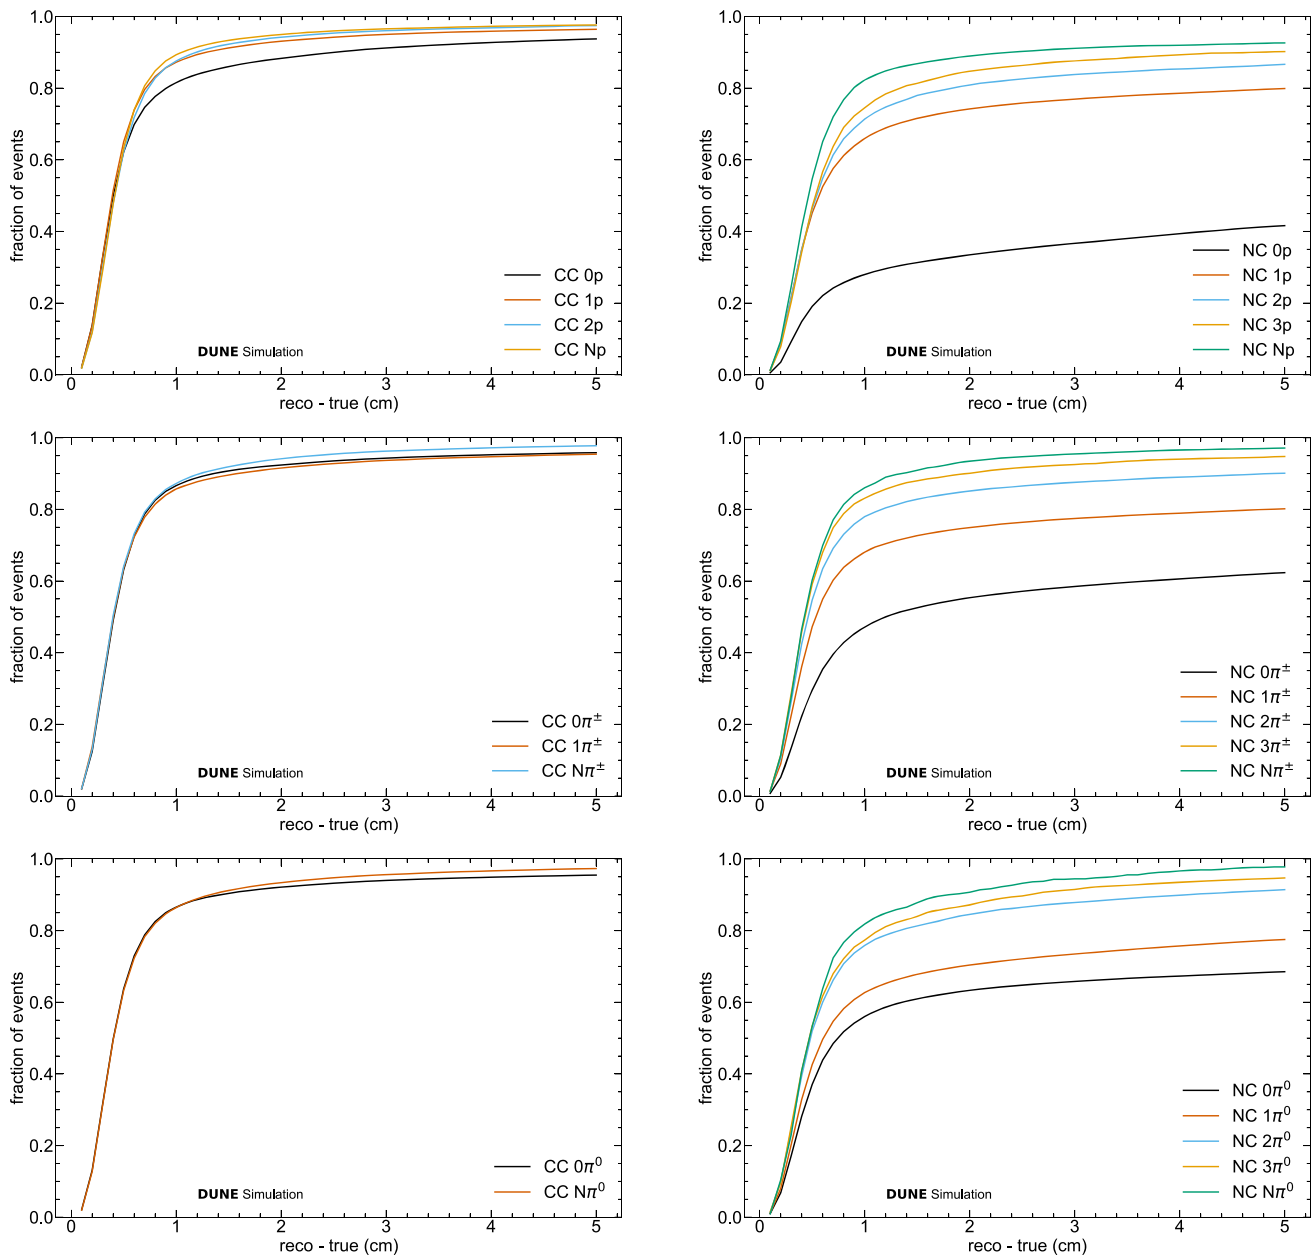 1.0
0.8
0.6
0.4
0.2
0.0
fraction of events
CC 0p
CC 1p
CC 2p
CC Np
DUNE Simulation
0 1 2 3 4 5
reco - true (cm)
1.0
0.8
0.6
0.4
0.2
0.0
fraction of events
NC 0p
NC 1p
NC 2p
NC 3p
NC Np
DUNE Simulation
0 1 2 3 4 5
reco - true (cm)
1.0
0.8
0.6
0.4
0.2
0.0
fraction of events
CC 0π±
CC 1π±
CC Nπ±
DUNE Simulation
0 1 2 3 4 5
reco - true (cm)
1.0
0.8
0.6
0.4
0.2
0.0
fraction of events
NC 0π±
NC 1π±
NC 2π±
NC 3π±
NC Nπ±
DUNE Simulation
0 1 2 3 4 5
reco - true (cm)
1.0
0.8
0.6
0.4
0.2
0.0
fraction of events
CC 0π⁰
CC Nπ⁰
DUNE Simulation
0 1 2 3 4 5
reco - true (cm)
1.0
0.8
0.6
0.4
0.2
0.0
fraction of events
NC 0π⁰
NC 1π⁰
NC 2π⁰
NC 3π⁰
NC Nπ⁰
DUNE Simulation
0 1 2 3 4 5
reco - true (cm)